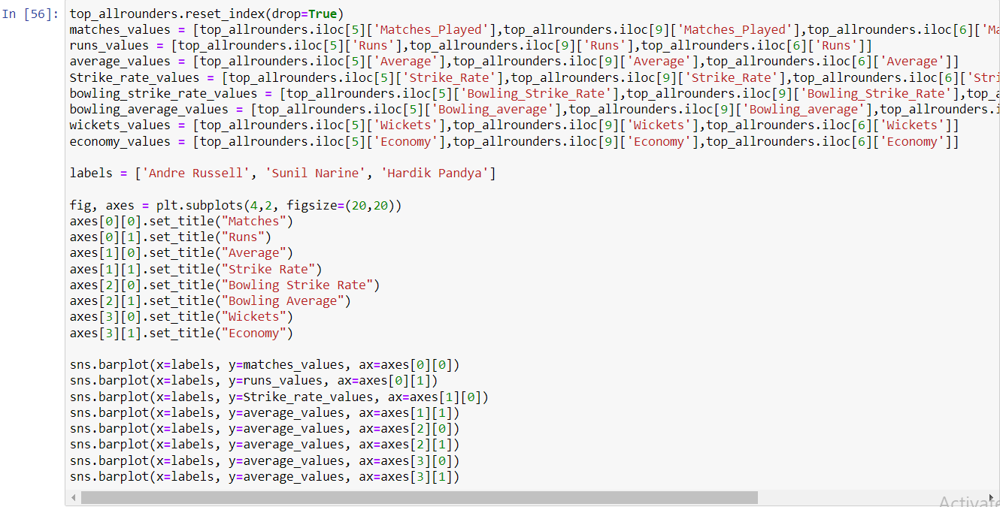 In [56]:
top_allrounders.reset_index(drop=True)
matches_values = [top_allrounders.iloc[5]['Matches_Played'],top_allrounders.iloc[9]['Matches_Played'],top_allrounders.iloc[6]['Ma
runs_values = [top_allrounders.iloc[5]['Runs'],top_allrounders.iloc[9]['Runs'],top_allrounders.iloc[6]['Runs']]
average_values = [top_allrounders.iloc[5]['Average'],top_allrounders.iloc[9]['Average'],top_allrounders.iloc[6]['Average']]
Strike_rate_values = [top_allrounders.iloc[5]['Strike_Rate'],top_allrounders.iloc[9]['Strike_Rate'],top_allrounders.iloc[6]['Stri
bowling_strike_rate_values = [top_allrounders.iloc[5]['Bowling_Strike_Rate'],top_allrounders.iloc[9]['Bowling_Strike_Rate'],top_a
bowling_average_values = [top_allrounders.iloc[5]['Bowling_average'],top_allrounders.iloc[9]['Bowling_average'],top_allrounders.i
wickets_values = [top_allrounders.iloc[5]['Wickets'],top_allrounders.iloc[9]['Wickets'],top_allrounders.iloc[6]['Wickets']]
economy_values = [top_allrounders.iloc[5]['Economy'],top_allrounders.iloc[9]['Economy'],top_allrounders.iloc[6]['Economy']]
labels = ['Andre Russell', 'Sunil Narine', 'Hardik Pandya']
fig, axes = plt.subplots(4,2, figsize=(20,20))
axes[0][0].set_title("Matches")
axes[0][1].set_title("Runs")
axes[1][0].set_title("Average")
axes[1][1].set_title("Strike Rate")
axes[2][0].set_title("Bowling Strike Rate")
axes[2][1].set_title("Bowling Average")
axes[3][0].set_title("Wickets")
axes[3][1].set_title("Economy")
sns.barplot(x=labels, y=matches_values, ax=axes[0][0])
sns.barplot(x=labels, y=runs_values, ax=axes[0][1])
sns.barplot(x=labels, y=Strike_rate_values, ax=axes[1][0])
sns.barplot(x=labels, y=average_values, ax=axes[1][1])
sns.barplot(x=labels, y=average_values, ax=axes[2][0])
sns.barplot(x=labels, y=average_values, ax=axes[2][1])
sns.barplot(x=labels, y=average_values, ax=axes[3][0])
sns.barplot(x=labels, y=average_values, ax=axes[3][1])
Activate